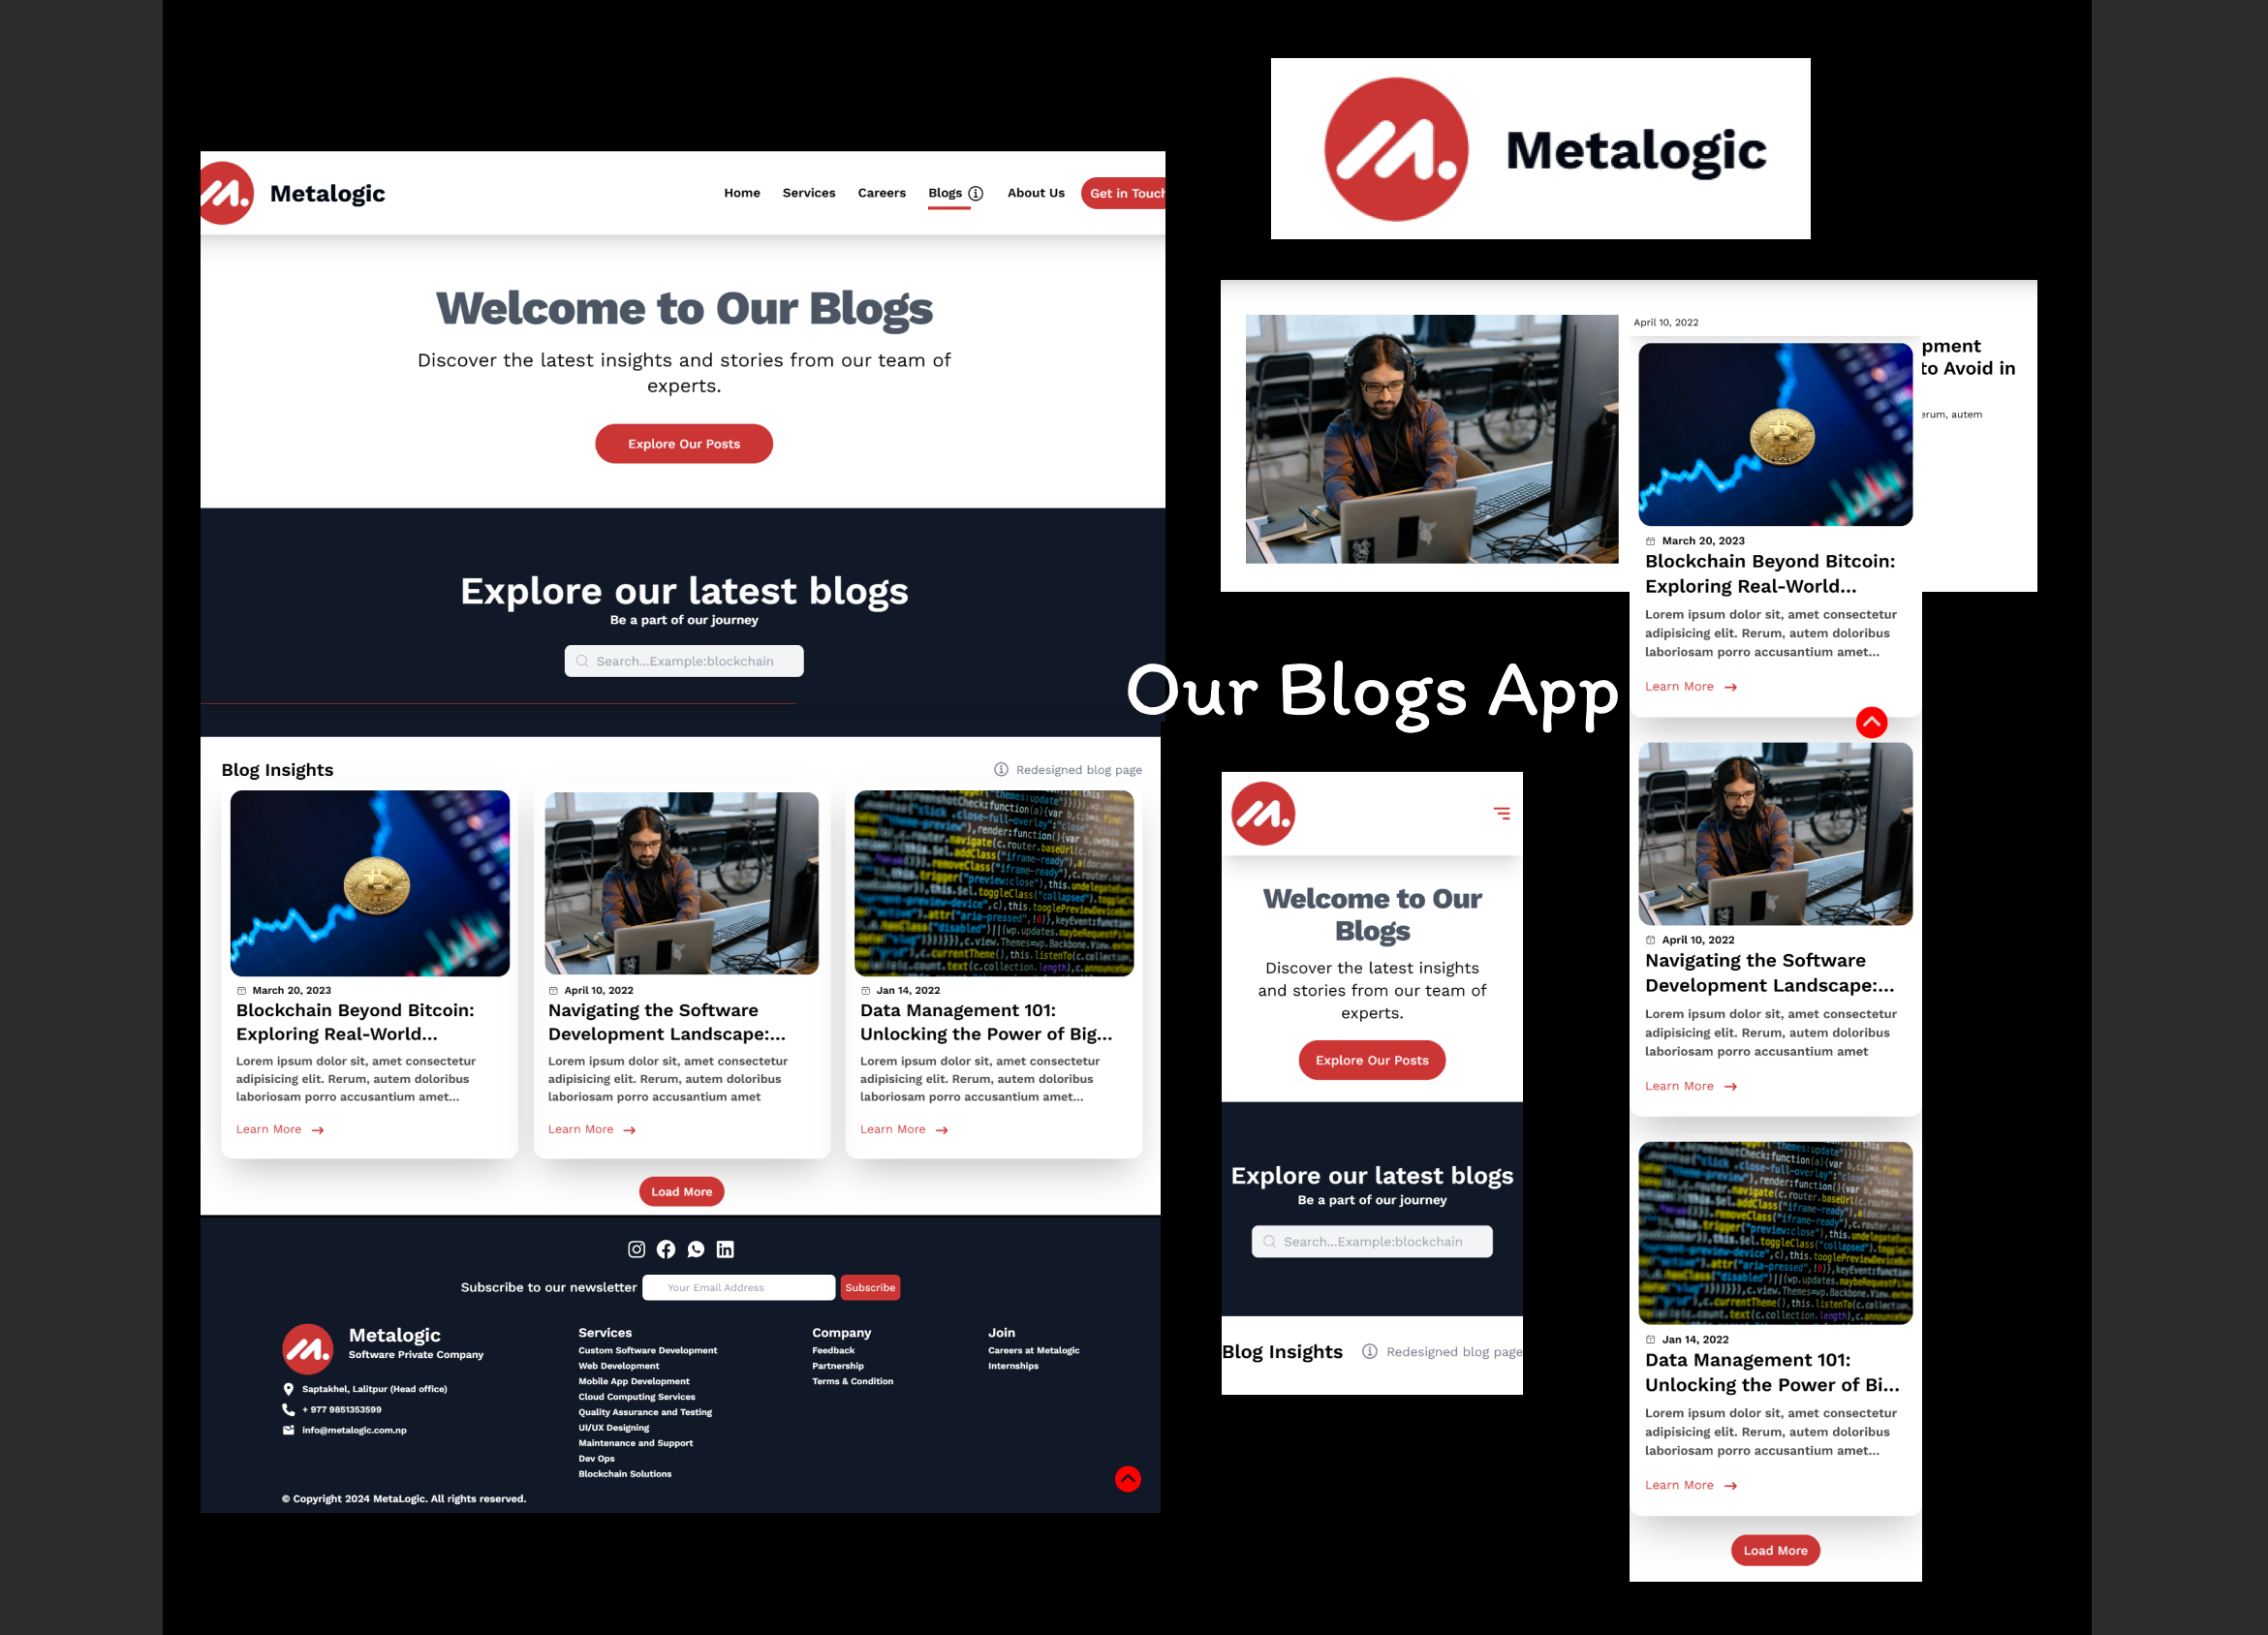 Metalogic
Home Services Careers Blogs About Us Get in Touch
Welcome to Our Blogs
Discover the latest insights and stories from our team of
experts.
Explore Our Posts
Explore our latest blogs
Be a part of our journey
Search...Example:blockchain
Blog Insights
Redesigned blog page
March 20, 2023
Blockchain Beyond Bitcoin:
Exploring Real-World...
Lorem ipsum dolor sit, amet consectetur
adipisicing elit. Rerum, autem doloribus
laboriosam porro accusantium amet...
Learn More
April 10, 2022
Navigating the Software
Development Landscape:...
Lorem ipsum dolor sit, amet consectetur
adipisicing elit. Rerum, autem doloribus
laboriosam porro accusantium amet
Learn More
Jan 14, 2022
Data Management 101:
Unlocking the Power of Big...
Lorem ipsum dolor sit, amet consectetur
adipisicing elit. Rerum, autem doloribus
laboriosam porro accusantium amet...
Learn More
Load More
Subscribe to our newsletter
Your Email Address
Subscribe
Metalogic
Software Private Company
Saptakhel, Lalitpur (Head office)
+ 977 9851353599
info@metalogic.com.np
Services
Custom Software Development
Web Development
Mobile App Development
Cloud Computing Services
Quality Assurance and Testing
UI/UX Designing
Maintenance and Support
Dev Ops
Blockchain Solutions
Company
Feedback
Partnership
Terms & Condition
Join
Careers at Metalogic
Internships
© Copyright 2024 MetaLogic. All rights reserved.
Metalogic
April 10, 2022
pment
to Avoid in
erum, autem
Our Blogs App
Welcome to Our
Blogs
Discover the latest insights
and stories from our team of
experts.
Explore Our Posts
Explore our latest blogs
Be a part of our journey
Search...Example:blockchain
Blog Insights
Redesigned blog page
March 20, 2023
Blockchain Beyond Bitcoin:
Exploring Real-World...
Lorem ipsum dolor sit, amet consectetur
adipisicing elit. Rerum, autem doloribus
laboriosam porro accusantium amet...
Learn More
April 10, 2022
Navigating the Software
Development Landscape:...
Lorem ipsum dolor sit, amet consectetur
adipisicing elit. Rerum, autem doloribus
laboriosam porro accusantium amet
Learn More
Jan 14, 2022
Data Management 101:
Unlocking the Power of Bi...
Lorem ipsum dolor sit, amet consectetur
adipisicing elit. Rerum, autem doloribus
laboriosam porro accusantium amet...
Learn More
Load More